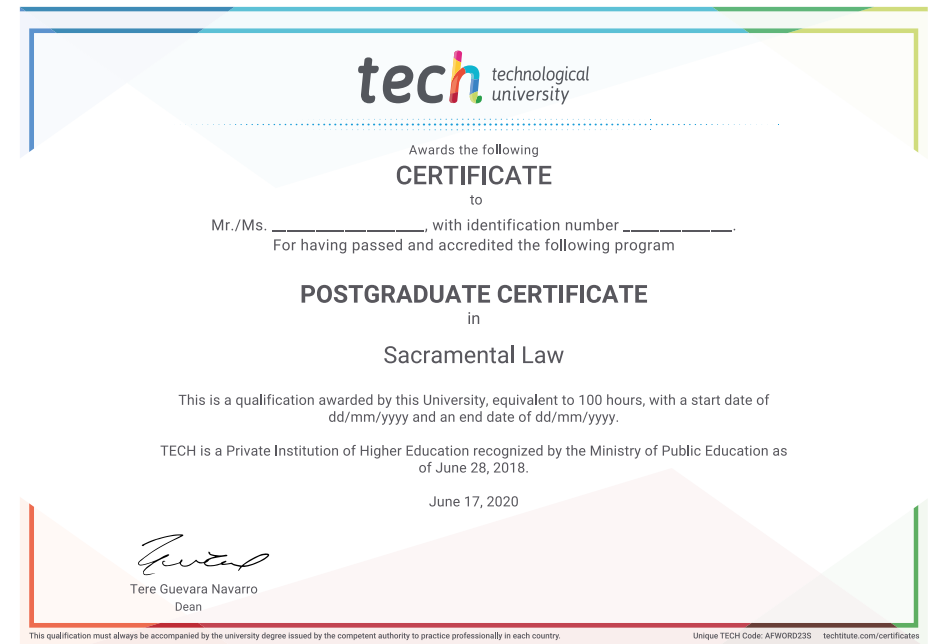 tech technological
university
Awards the following
CERTIFICATE
to
Mr./Ms. ____________________, with identification number ______________.
For having passed and accredited the following program
POSTGRADUATE CERTIFICATE
in
Sacramental Law
This is a qualification awarded by this University, equivalent to 100 hours, with a start date of
dd/mm/yyyy and an end date of dd/mm/yyyy.
TECH is a Private Institution of Higher Education recognized by the Ministry of Public Education as
of June 28, 2018.
June 17, 2020
Tere Guevara Navarro
Dean
This qualification must always be accompanied by the university degree issued by the competent authority to practice professionally in each country.
Unique TECH Code: AFWORD23S techtitute.com/certificates